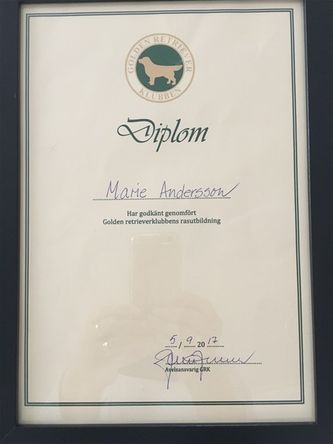 GOLDEN RETRIEVER
KLUBBEN
Diplom
Marie Andersson
Har godkänt genomfört
Golden retrieverklubbens rasutbildning
5/9 2017
Avelsansvarig GRK